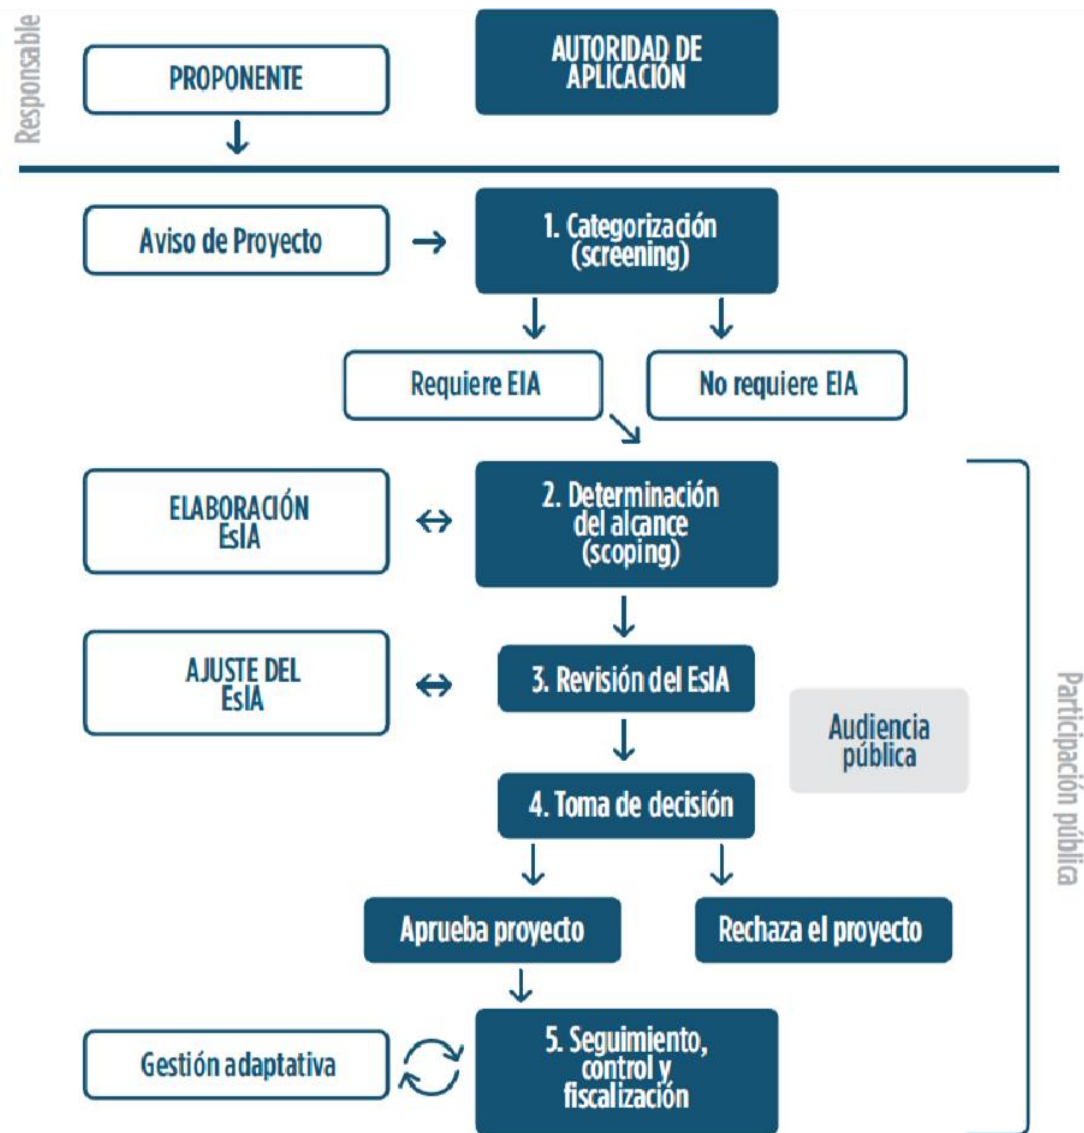 Responsable
PROPONENTE
AUTORIDAD DE
APLICACIÓN
Aviso de Proyecto
1. Categorización
(screening)
Requiere EIA
No requiere EIA
ELABORACIÓN
EsIA
2. Determinación
del alcance
(scoping)
AJUSTE DEL
EsIA
3. Revisión del EsIA
Audiencia
pública
4. Toma de decisión
Aprueba proyecto
Rechaza el proyecto
Gestión adaptativa
5. Seguimiento,
control y
fiscalización
Participación pública